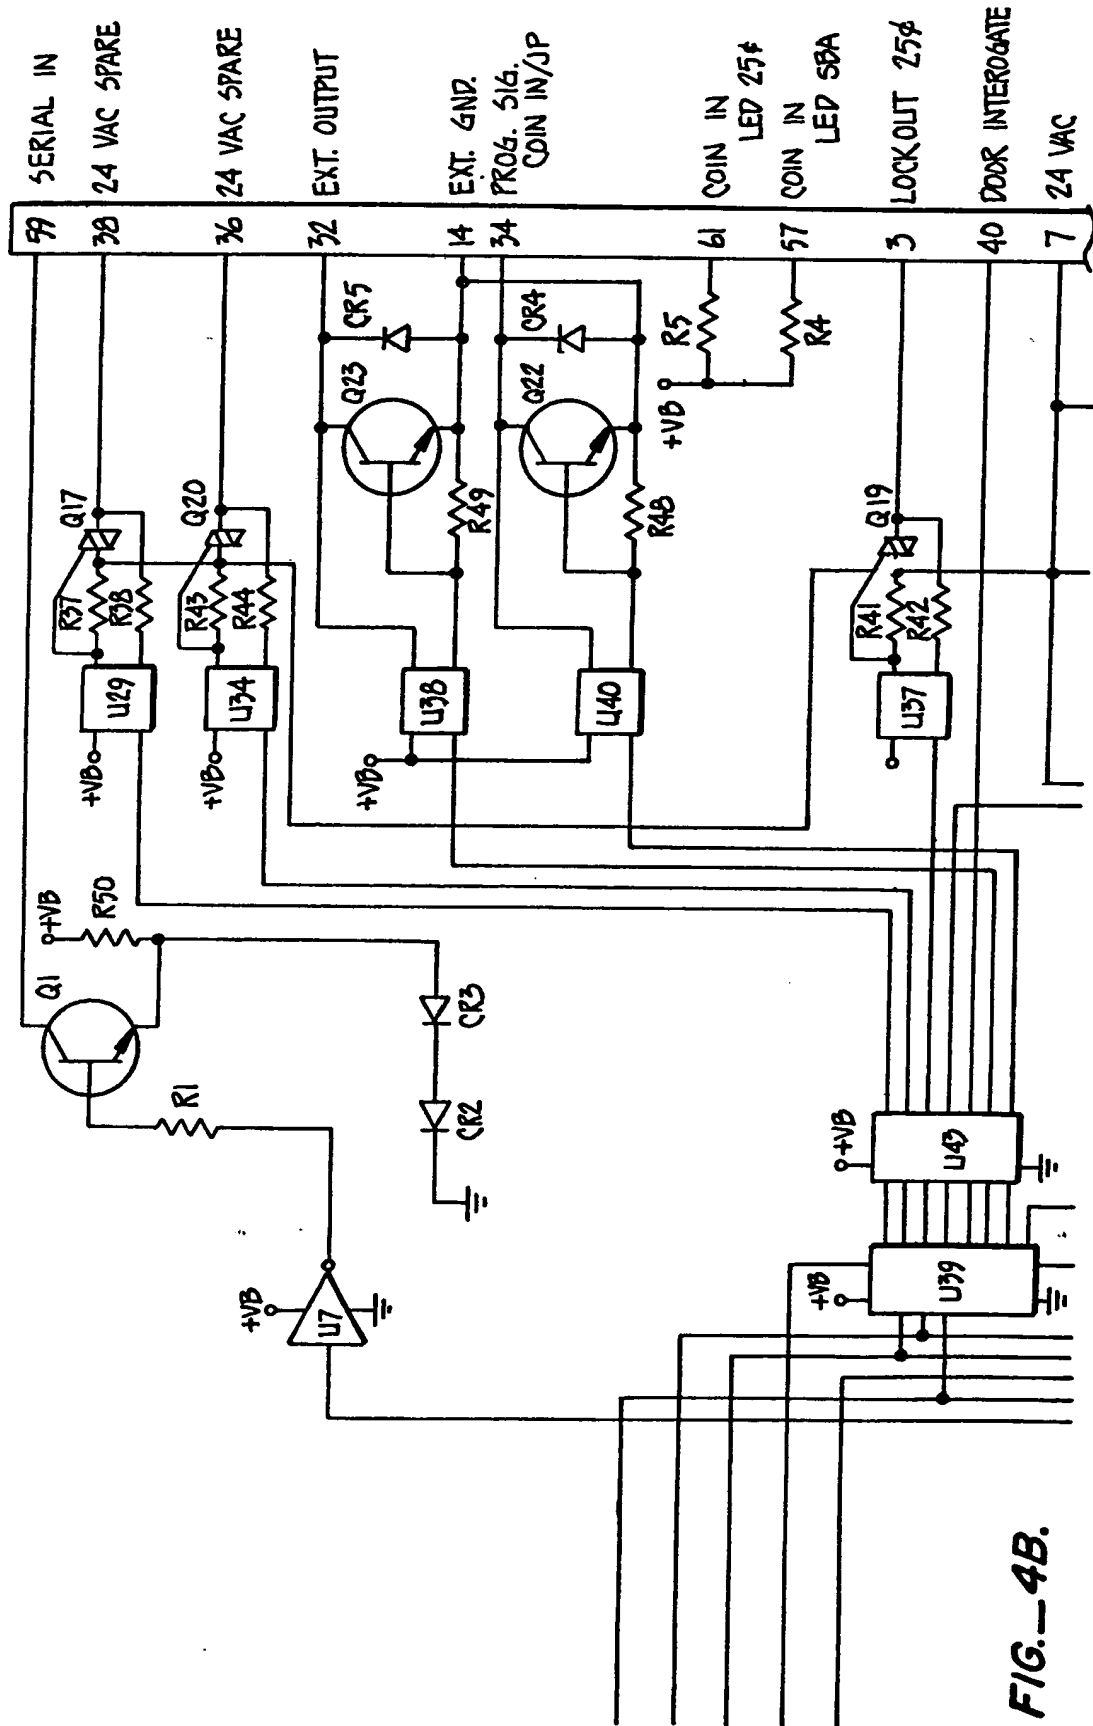 59 SERIAL IN
38 24 VAC SPARE
36 24 VAC SPARE
32 EXT. OUTPUT
14 EXT. GND.
34 PROG. SIG.
COIN IN/JP
61 COIN IN
LED 25¢
57 COIN IN
LED SBA
3 LOCKOUT 25¢
40 DOOR INTEROGATE
7 24 VAC
Q17
R37
R38
U29
+VB
Q20
R43
R44
U34
+VB
CR5
Q23
R49
U38
+VB
CR4
Q22
R48
U40
R5
R4
+VB
Q19
R41
R42
U37
Q1
+VB
R50
R1
CR3
CR2
+VB
U7
+VB
U43
+VB
U39
FIG._4B.